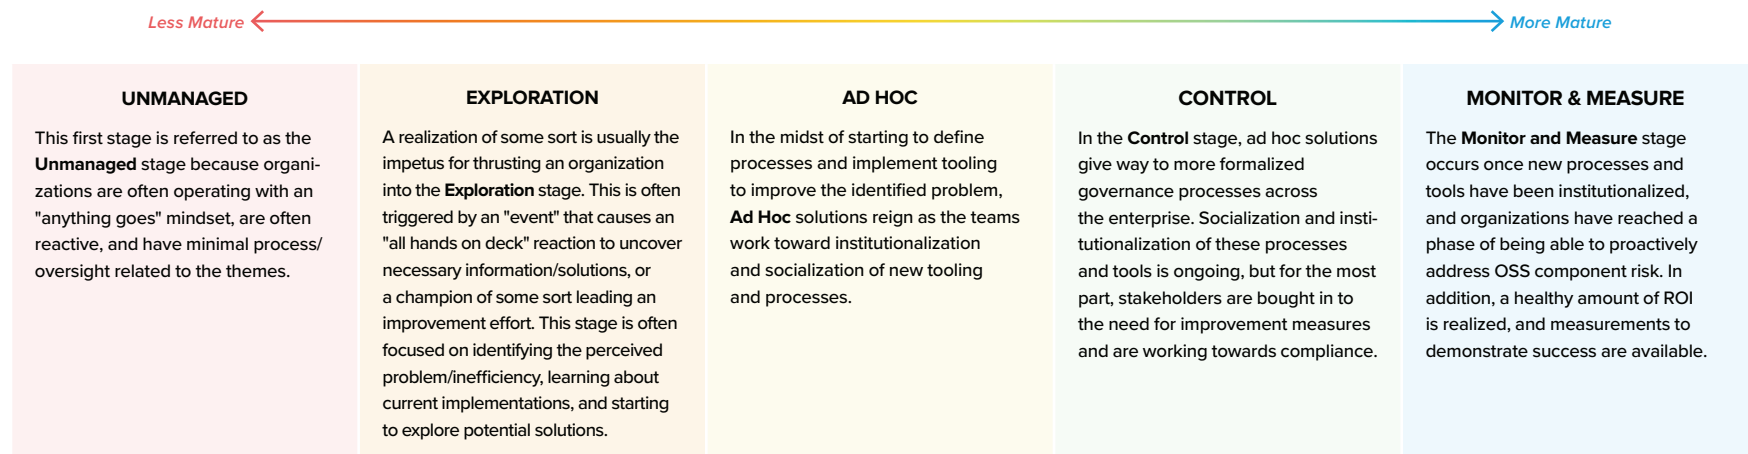 Less Mature
More Mature
UNMANAGED
This first stage is referred to as the
Unmanaged stage because organi-
zations are often operating with an
"anything goes" mindset, are often
reactive, and have minimal process/
oversight related to the themes.
EXPLORATION
A realization of some sort is usually the
impetus for thrusting an organization
into the Exploration stage. This is often
triggered by an "event" that causes an
"all hands on deck" reaction to uncover
necessary information/solutions, or
a champion of some sort leading an
improvement effort. This stage is often
focused on identifying the perceived
problem/inefficiency, learning about
current implementations, and starting
to explore potential solutions.
AD HOC
In the midst of starting to define
processes and implement tooling
to improve the identified problem,
Ad Hoc solutions reign as the teams
work toward institutionalization
and socialization of new tooling
and processes.
CONTROL
In the Control stage, ad hoc solutions
give way to more formalized
governance processes across
the enterprise. Socialization and insti-
tutionalization of these processes
and tools is ongoing, but for the most
part, stakeholders are bought in to
the need for improvement measures
and are working towards compliance.
MONITOR & MEASURE
The Monitor and Measure stage
occurs once new processes and
tools have been institutionalized,
and organizations have reached a
phase of being able to proactively
address OSS component risk. In
addition, a healthy amount of ROI
is realized, and measurements to
demonstrate success are available.